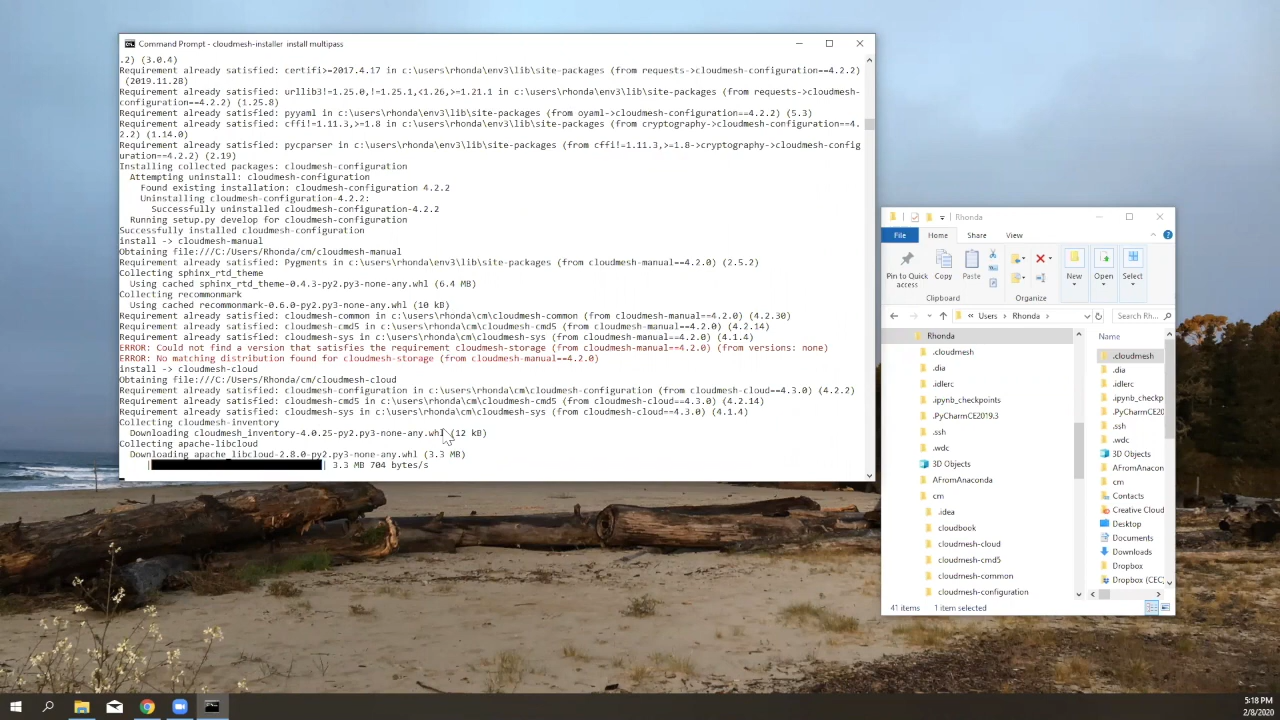 Command Prompt - cloudmesh-installer install multipass
.2) (3.0.4)
Requirement already satisfied: certifi>=2017.4.17 in c:\users\rhonda\env3\lib\site-packages (from requests->cloudmesh-configuration==4.2.2)
(2019.11.28)
Requirement already satisfied: urllib3!=1.25.0,!=1.25.1,<1.26,>=1.21.1 in c:\users\rhonda\env3\lib\site-packages (from requests->cloudmesh-
configuration==4.2.2) (1.25.8)
Requirement already satisfied: pyyaml in c:\users\rhonda\env3\lib\site-packages (from oyaml->cloudmesh-configuration==4.2.2) (5.3)
Requirement already satisfied: cffi!=1.11.3,>=1.8 in c:\users\rhonda\env3\lib\site-packages (from cryptography->cloudmesh-configuration==4.
2.2) (1.14.0)
Requirement already satisfied: pycparser in c:\users\rhonda\env3\lib\site-packages (from cffi!=1.11.3,>=1.8->cryptography->cloudmesh-config
uration==4.2.2) (2.19)
Installing collected packages: cloudmesh-configuration
Attempting uninstall: cloudmesh-configuration
Found existing installation: cloudmesh-configuration 4.2.2
Uninstalling cloudmesh-configuration-4.2.2:
Successfully uninstalled cloudmesh-configuration-4.2.2
Running setup.py develop for cloudmesh-configuration
Successfully installed cloudmesh-configuration
install -> cloudmesh-manual
Obtaining file:///C:/Users/Rhonda/cm/cloudmesh-manual
Requirement already satisfied: Pygments in c:\users\rhonda\env3\lib\site-packages (from cloudmesh-manual==4.2.0) (2.5.2)
Collecting sphinx_rtd_theme
Using cached sphinx_rtd_theme-0.4.3-py2.py3-none-any.whl (6.4 MB)
Collecting recommonmark
Using cached recommonmark-0.6.0-py2.py3-none-any.whl (10 kB)
Requirement already satisfied: cloudmesh-common in c:\users\rhonda\cm\cloudmesh-common (from cloudmesh-manual==4.2.0) (4.2.30)
Requirement already satisfied: cloudmesh-cmd5 in c:\users\rhonda\cm\cloudmesh-cmd5 (from cloudmesh-manual==4.2.0) (4.2.14)
Requirement already satisfied: cloudmesh-sys in c:\users\rhonda\cm\cloudmesh-sys (from cloudmesh-manual==4.2.0) (4.1.4)
ERROR: Could not find a version that satisfies the requirement cloudmesh-storage (from cloudmesh-manual==4.2.0) (from versions: none)
ERROR: No matching distribution found for cloudmesh-storage (from cloudmesh-manual==4.2.0)
install -> cloudmesh-cloud
Obtaining file:///C:/Users/Rhonda/cm/cloudmesh-cloud
Requirement already satisfied: cloudmesh-configuration in c:\users\rhonda\cm\cloudmesh-configuration (from cloudmesh-cloud==4.3.0) (4.2.2)
Requirement already satisfied: cloudmesh-cmd5 in c:\users\rhonda\cm\cloudmesh-cmd5 (from cloudmesh-cloud==4.3.0) (4.2.14)
Requirement already satisfied: cloudmesh-sys in c:\users\rhonda\cm\cloudmesh-sys (from cloudmesh-cloud==4.3.0) (4.1.4)
Collecting cloudmesh-inventory
Downloading cloudmesh_inventory-4.0.25-py2.py3-none-any.whl (12 kB)
Collecting apache-libcloud
Downloading apache_libcloud-2.8.0-py2.py3-none-any.whl (3.3 MB)
| | 3.3 MB 704 bytes/s
Rhonda
File Home Share View
Pin to Quick access
Copy
Paste
New
Open
Select
Clipboard
Organize
« Users > Rhonda >
Search Rh...
Rhonda
.cloudmesh
.dia
.idlerc
.ipynb_checkpoints
.PyCharmCE2019.3
.ssh
.wdc
3D Objects
AFromAnaconda
cm
.idea
cloudbook
cloudmesh-cloud
cloudmesh-cmd5
cloudmesh-common
cloudmesh-configuration
Name
.cloudmesh
.dia
.idlerc
.ipynb_checkp
.PyCharmCE20
.ssh
.wdc
3D Objects
AFromAnacon
cm
Contacts
Creative Cloud
Desktop
Documents
Downloads
Dropbox
Dropbox (CEC)
41 items 1 item selected
5:18 PM
2/8/2020